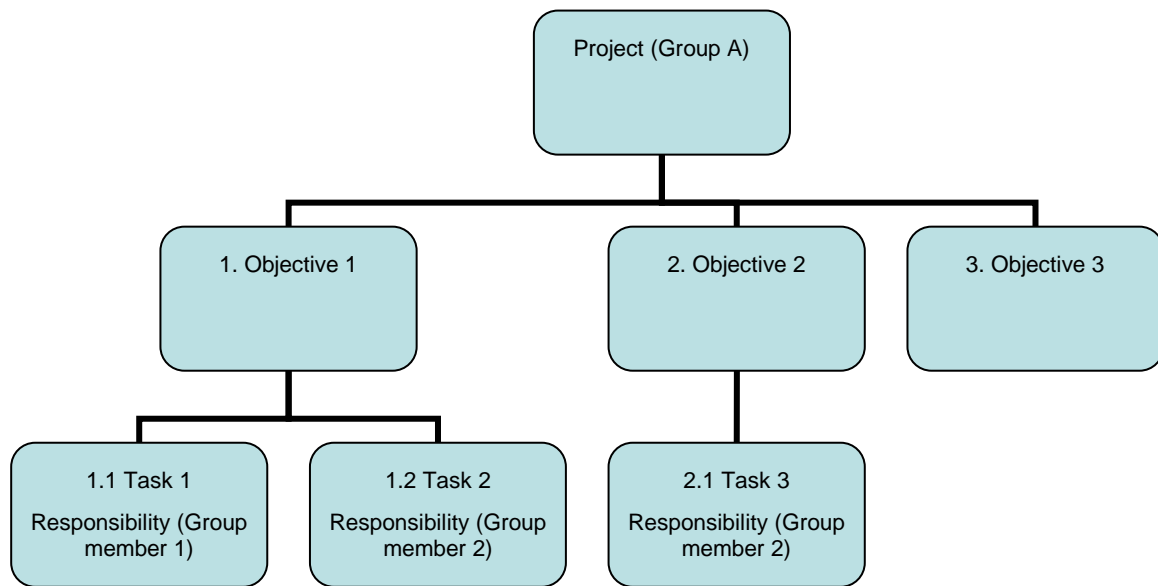 Project (Group A)
1. Objective 1
2. Objective 2
3. Objective 3
1.1 Task 1
Responsibility (Group
member 1)
1.2 Task 2
Responsibility (Group
member 2)
2.1 Task 3
Responsibility (Group
member 2)